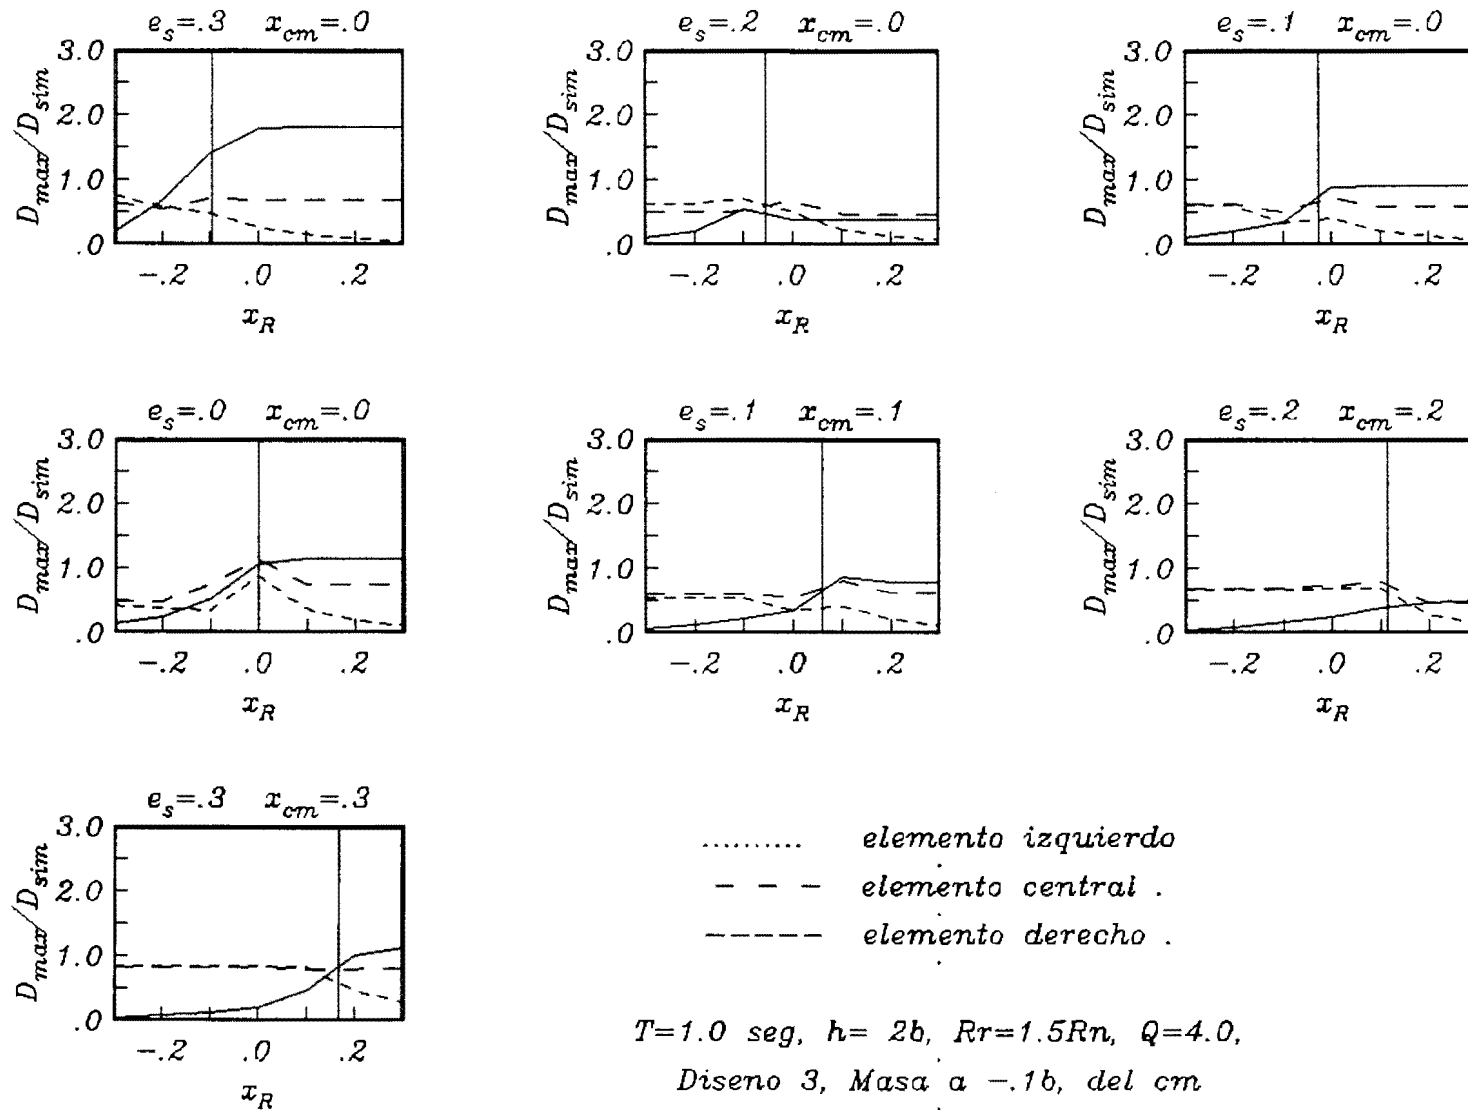 e_s=.3 x_cm=.0
D_max/D_sim
3.0
2.0
1.0
.0
-.2 .0 .2
x_R
e_s=.2 x_cm=.0
D_max/D_sim
3.0
2.0
1.0
.0
-.2 .0 .2
x_R
e_s=.1 x_cm=.0
D_max/D_sim
3.0
2.0
1.0
.0
-.2 .0 .2
x_R
e_s=.0 x_cm=.0
D_max/D_sim
3.0
2.0
1.0
.0
-.2 .0 .2
x_R
e_s=.1 x_cm=.1
D_max/D_sim
3.0
2.0
1.0
.0
-.2 .0 .2
x_R
e_s=.2 x_cm=.2
D_max/D_sim
3.0
2.0
1.0
.0
-.2 .0 .2
x_R
e_s=.3 x_cm=.3
D_max/D_sim
3.0
2.0
1.0
.0
-.2 .0 .2
x_R
elemento izquierdo
elemento central .
elemento derecho .
T=1.0 seg, h= 2b, Rr=1.5Rn, Q=4.0,
Diseno 3, Masa a -.1b, del cm